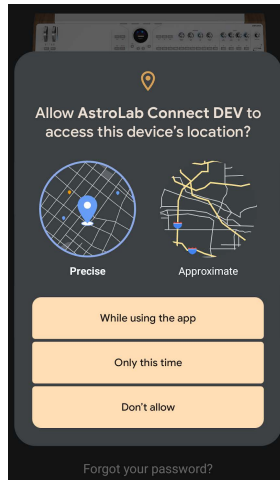 Allow AstroLab Connect DEV to
access this device's location?
Precise
Approximate
While using the app
Only this time
Don't allow
Forgot your password?